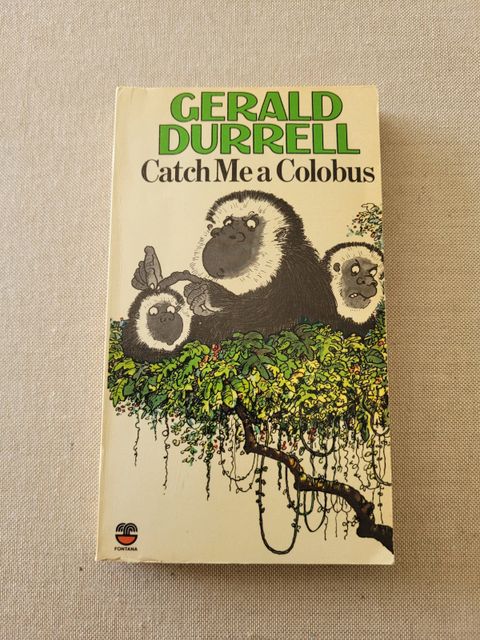 GERALD
DURRELL
Catch Me a Colobus
FONTANA